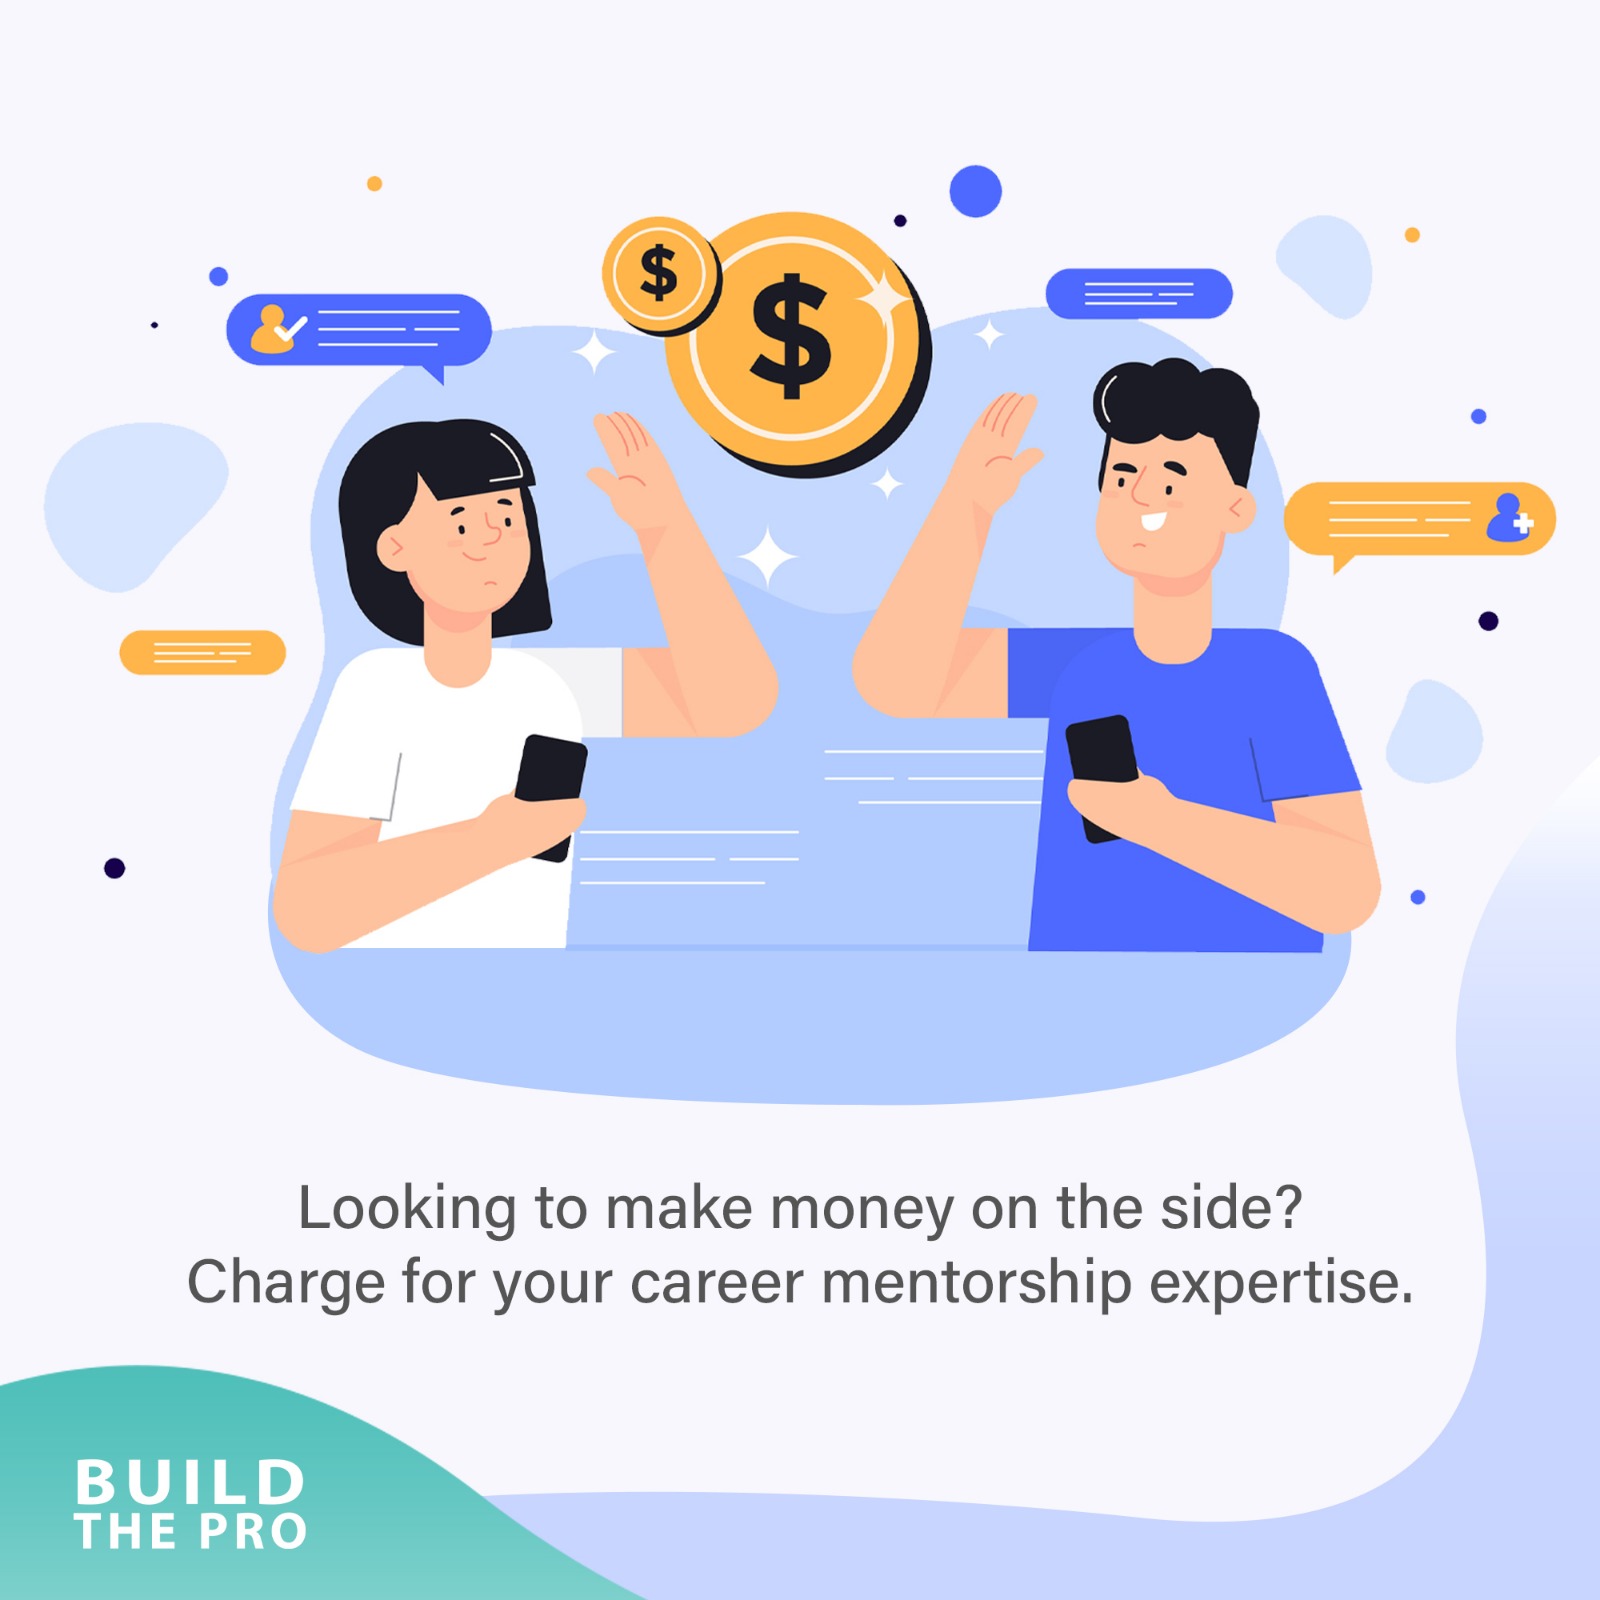 $
$
Looking to make money on the side?
Charge for your career mentorship expertise.
BUILD
THE PRO